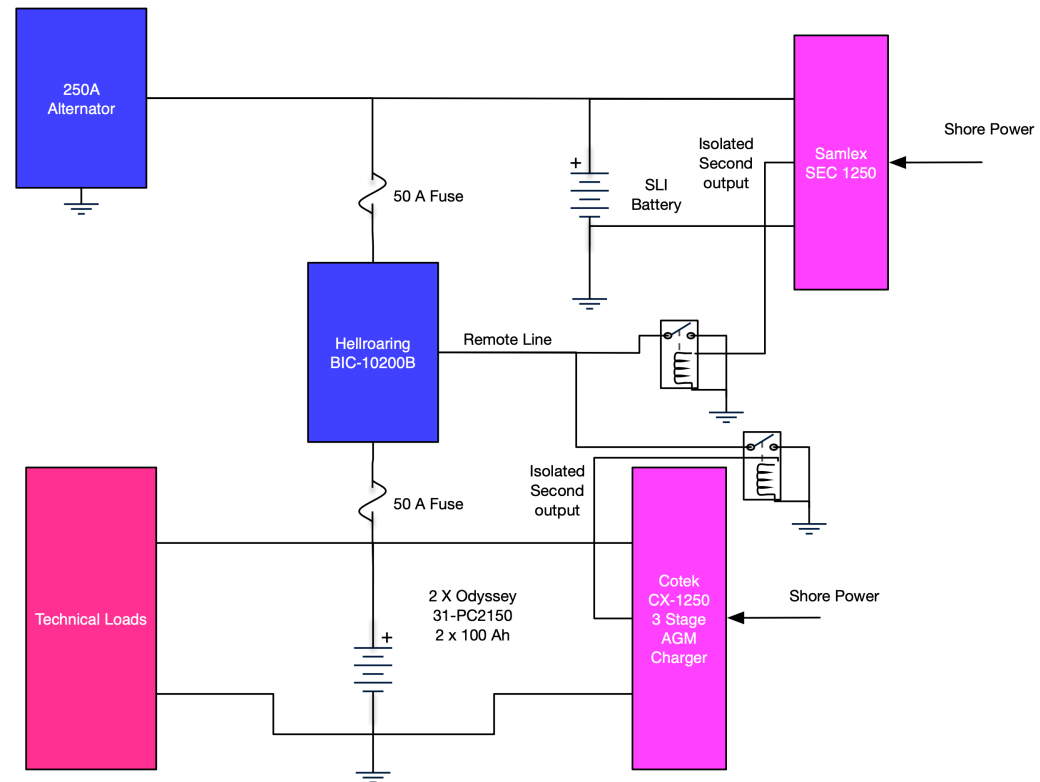 250A
Alternator
50 A Fuse
+
SLI
Battery
Isolated
Second
output
Samlex
SEC 1250
Shore Power
Hellroaring
BIC-10200B
Remote Line
50 A Fuse
Isolated
Second
output
Technical Loads
+
2 X Odyssey
31-PC2150
2 x 100 Ah
Cotek
CX-1250
3 Stage
AGM
Charger
Shore Power